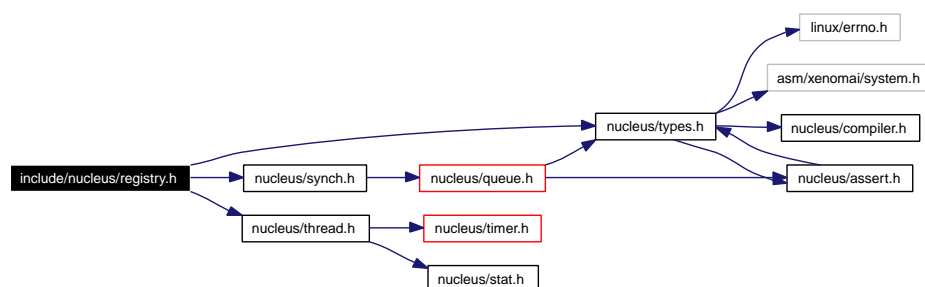 linux/errno.h
asm/xenomai/system.h
nucleus/types.h
nucleus/compiler.h
include/nucleus/registry.h
nucleus/synch.h
nucleus/queue.h
nucleus/assert.h
nucleus/thread.h
nucleus/timer.h
nucleus/stat.h